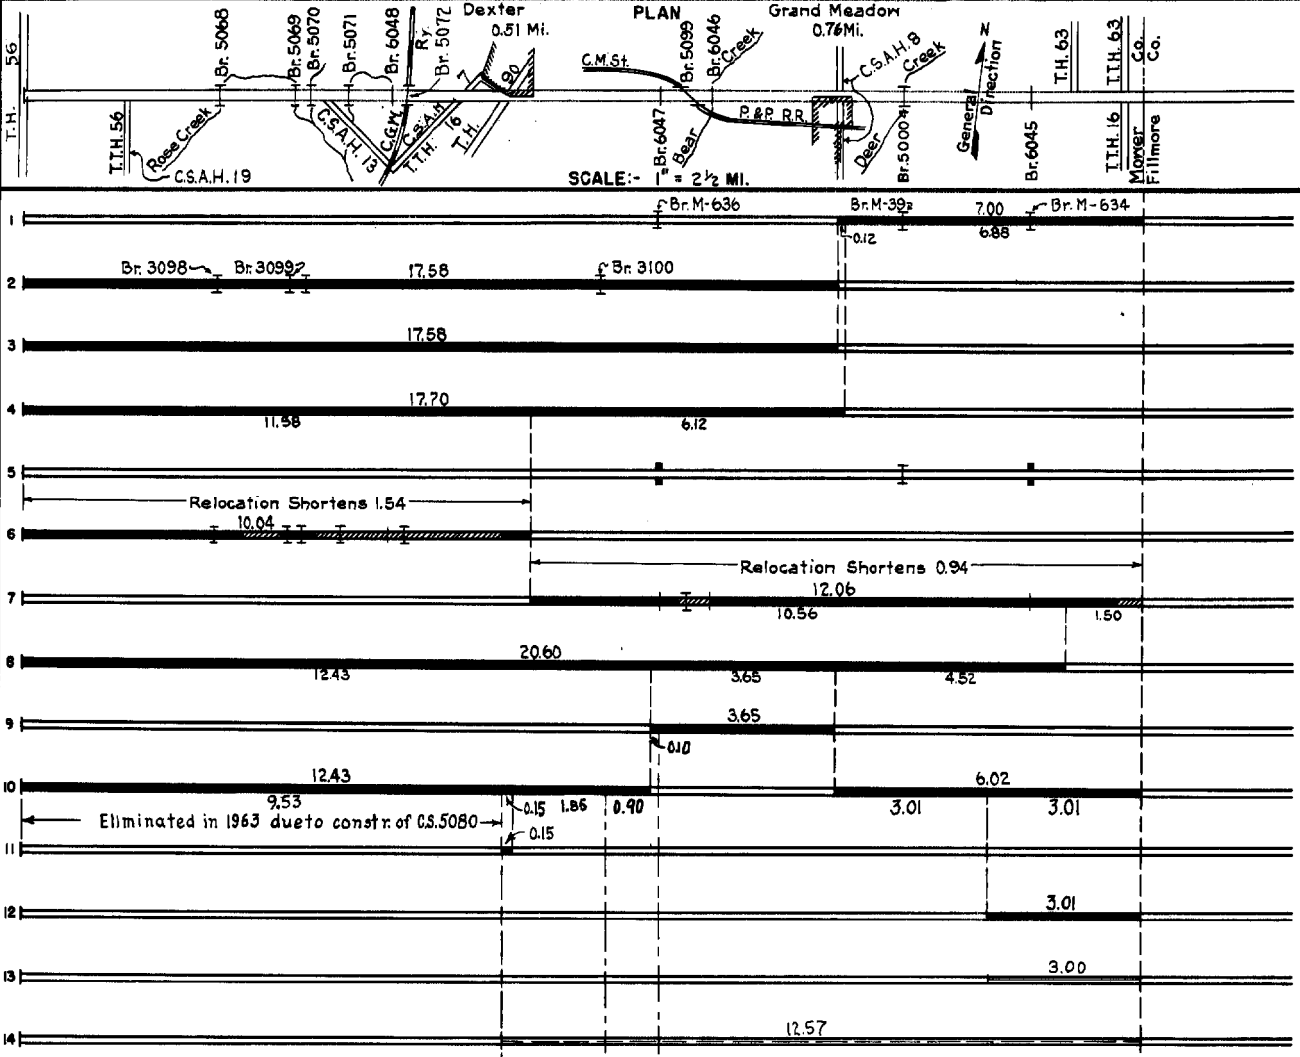 Dexter
0.51 Mi.
PLAN
Grand Meadow
0.76Mi.
T.H. 56
Br. 5068
Br. 5069
Br. 5070
Br. 5071
Br. 6048
Ry.
Br. 5072
7
90
C.M.St.
Br. 5099
Br. 6046
Creek
C.S.A.H. 8
Creek
N
General
Direction
T.H. 63
T.T.H. 63
Co.
Co.
T.T.H. 56
Rose Creek
C.S.A.H. 19
C.S.A.H. 13
C.G.W.
C.S.A.H.
T.T.H. 16
T.H.
Br. 6047
Bear
P.&P. R.R.
Deer
Br. 50004
Br. 6045
T.T.H. 16
Mower
Fillmore
SCALE:- 1" = 2 1/2 MI.
1
Br. M-636
Br. M-392
7.00
Br. M-634
0.12
6.88
2
Br. 3098
Br. 3099
17.58
Br. 3100
3
17.58
4
17.70
11.58
6.12
5
Relocation Shortens 1.54
6
10.04
Relocation Shortens 0.94
7
12.06
10.56
1.50
8
20.60
12.43
3.65
4.52
9
3.65
0.10
10
12.43
6.02
9.53
0.15
1.86
0.90
3.01
3.01
Eliminated in 1963 due to constr. of C.S. 5080
0.15
11
12
3.01
13
3.00
14
12.57